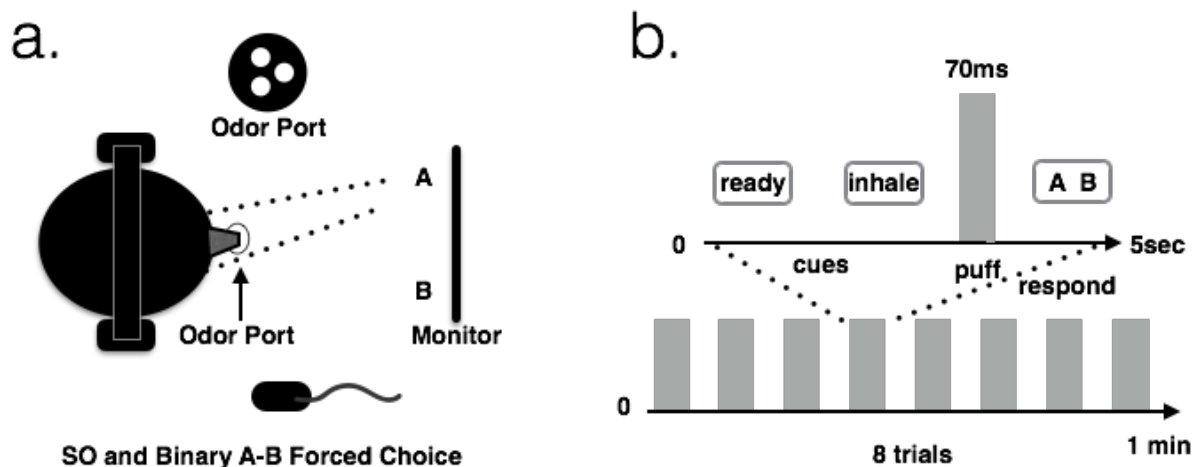 a.
Odor Port
A
B
Odor Port
Monitor
SO and Binary A-B Forced Choice
b.
70ms
ready
inhale
A B
0
5sec
cues
puff
respond
0
1 min
8 trials